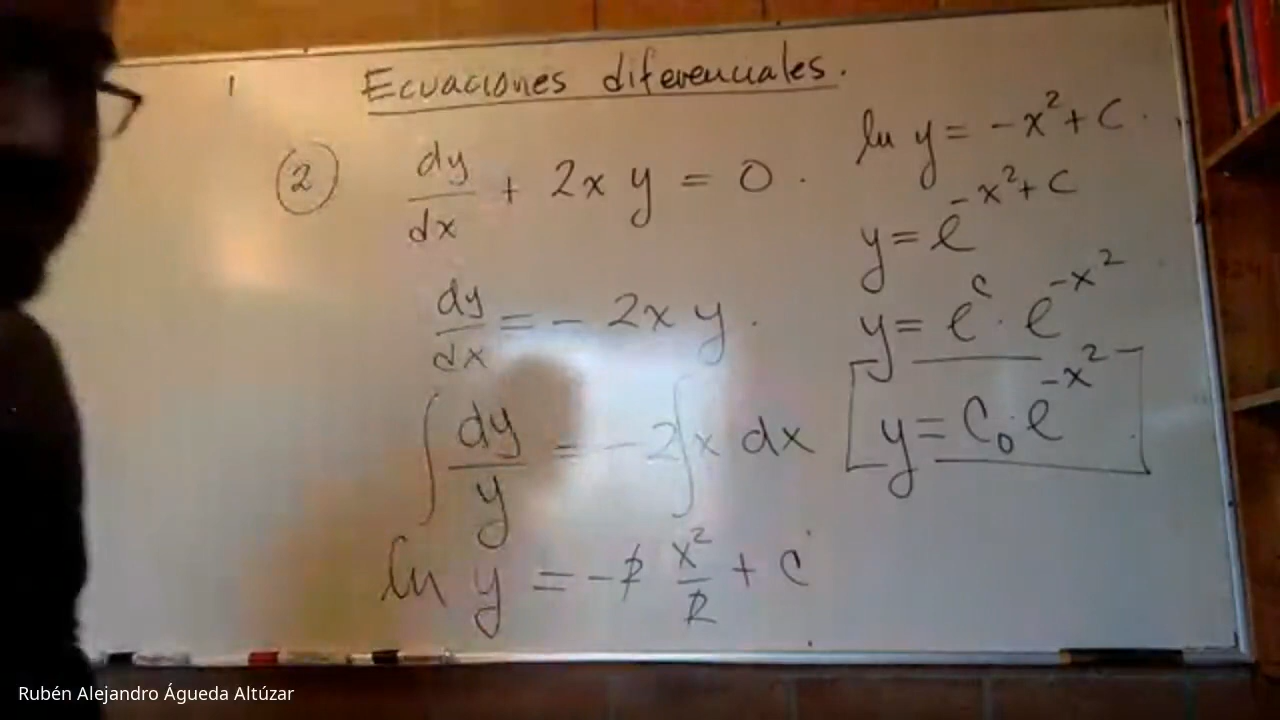 Ecuaciones diferenciales.
2 dy/dx + 2x y = 0.
dy/dx = - 2x y.
∫ dy/y = -2∫x dx
ln y = -2 x²/2 + C
ln y = -x² + C.
y = e^(-x² + C)
y = e^c · e^(-x²)
y = C₀ · e^(-x²)
Rubén Alejandro Águeda Altúzar